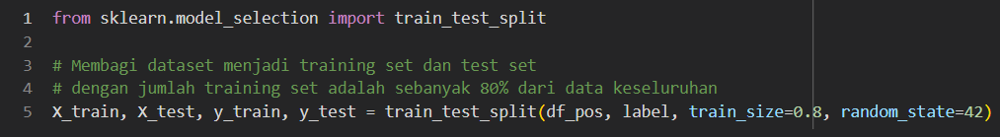 1 from sklearn.model_selection import train_test_split
2
3 # Membagi dataset menjadi training set dan test set
4 # dengan jumlah training set adalah sebanyak 80% dari data keseluruhan
5 X_train, X_test, y_train, y_test = train_test_split(df_pos, label, train_size=0.8, random_state=42)